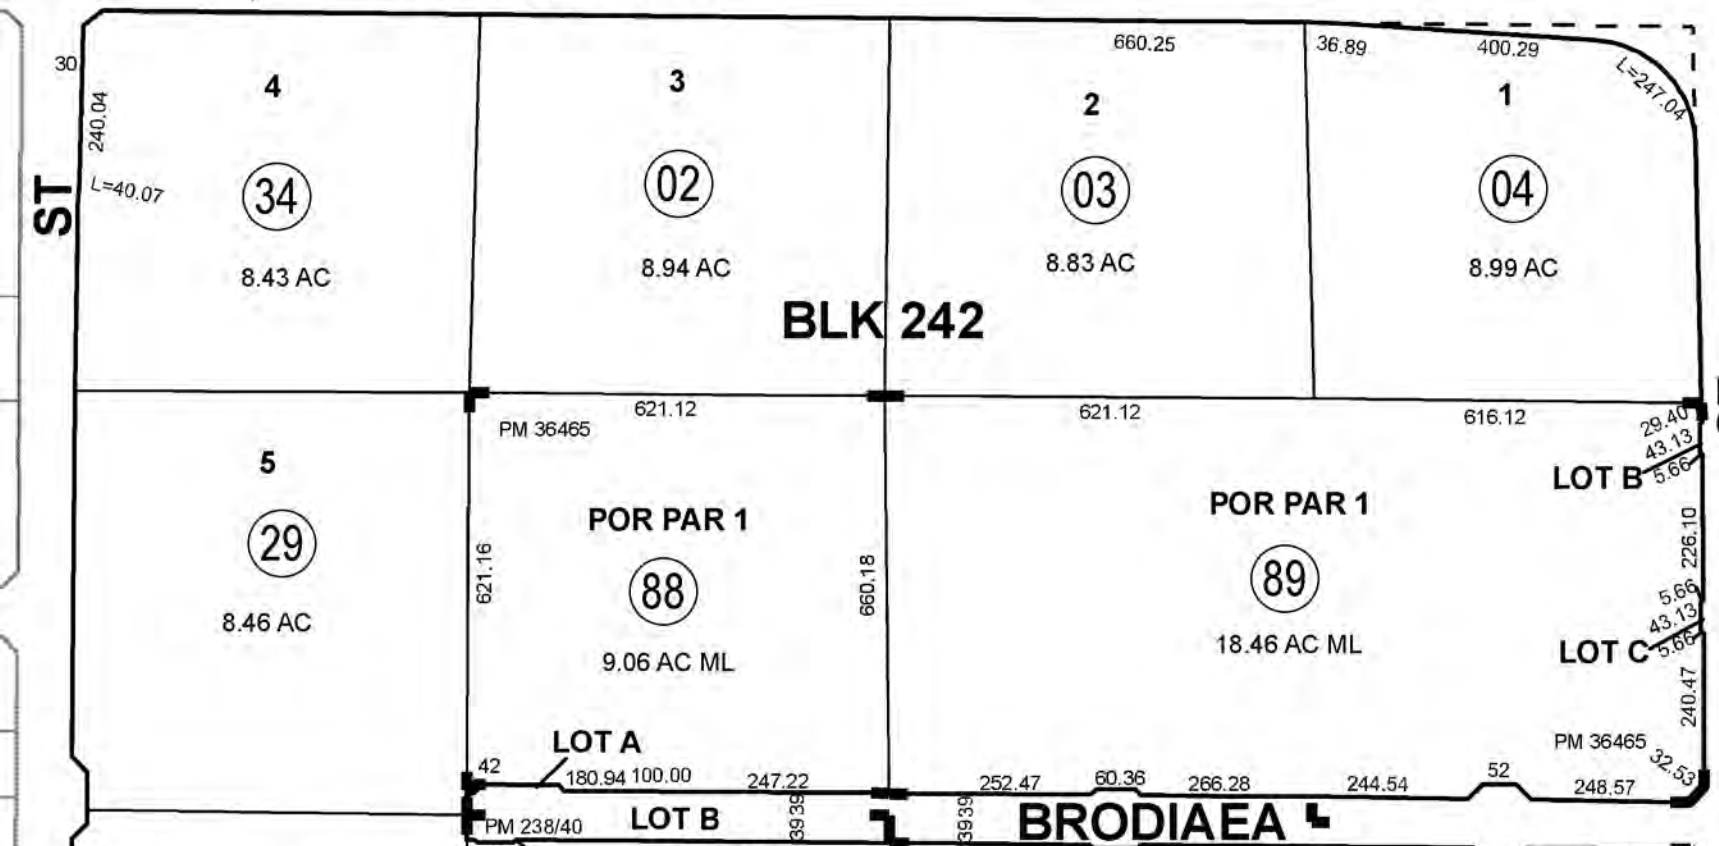 660.25
36.89
400.29
L=247.04
30
240.04
4
3
2
1
ST
L=40.07
34
02
03
04
8.43 AC
8.94 AC
8.83 AC
8.99 AC
BLK 242
621.12
621.12
616.12
29.40
43.13
5.66
LOT B
PM 36465
5
POR PAR 1
POR PAR 1
226.10
29
621.16
88
660.18
89
5.66
43.13
5.66
LOT C
8.46 AC
9.06 AC ML
18.46 AC ML
240.47
PM 36465
32.53
LOT A
42
180.94
100.00
247.22
252.47
60.36
266.28
244.54
52
248.57
PM 238/40
LOT B
3939
3939
BRODIAEA